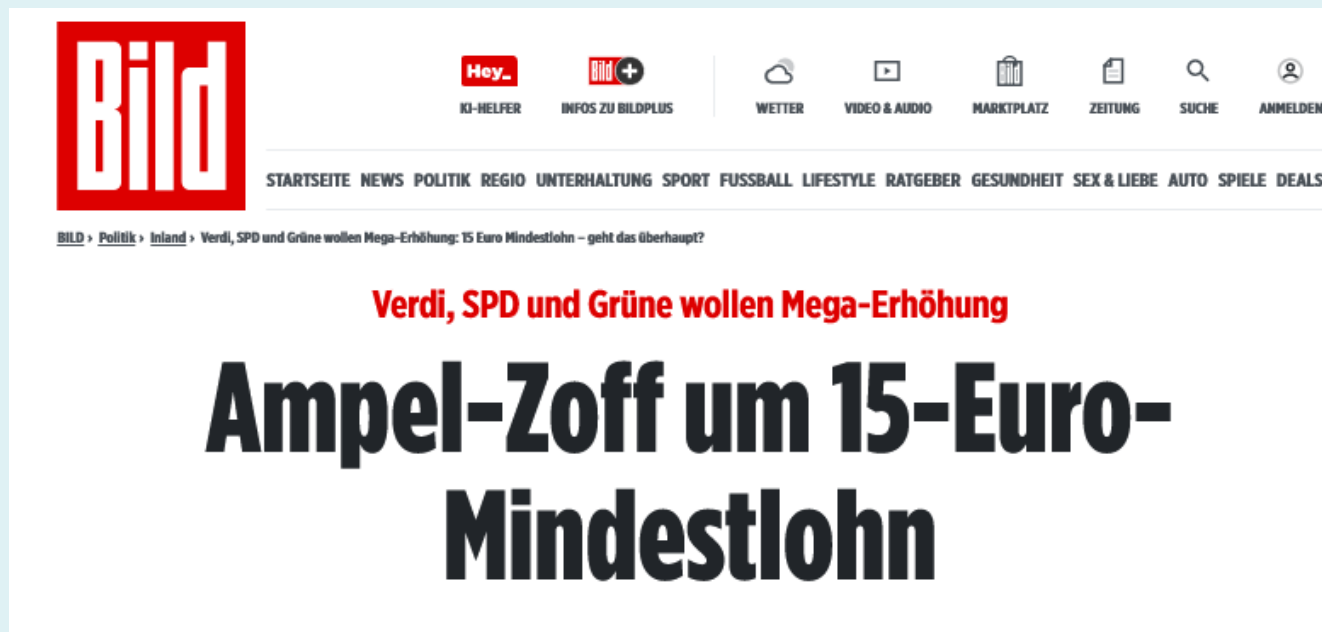 Bild
Hey_
Bild +
Bild
KI-HELFER
INFOS ZU BILDPLUS
WETTER
VIDEO & AUDIO
MARKTPLATZ
ZEITUNG
SUCHE
ANMELDEN
STARTSEITE NEWS POLITIK REGIO UNTERHALTUNG SPORT FUSSBALL LIFESTYLE RATGEBER GESUNDHEIT SEX & LIEBE AUTO SPIELE DEALS
BILD › Politik › Inland › Verdi, SPD und Grüne wollen Mega-Erhöhung: 15 Euro Mindestlohn – geht das überhaupt?
Verdi, SPD und Grüne wollen Mega-Erhöhung
Ampel-Zoff um 15-Euro-
Mindestlohn